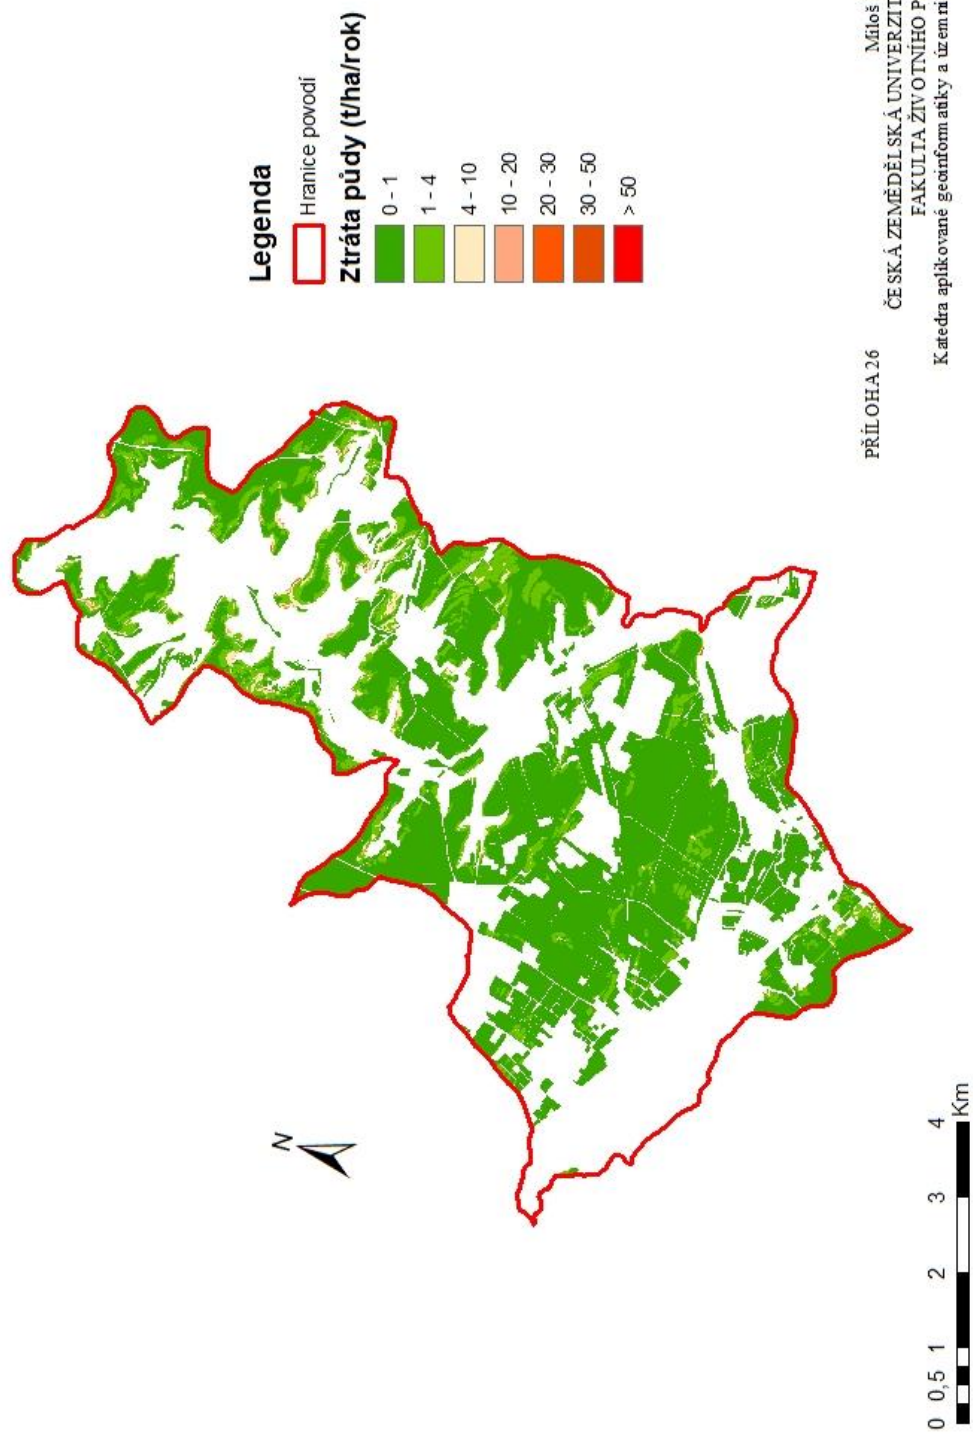 N
Legenda
Hranice povodí
Ztráta půdy (t/ha/rok)
0 - 1
1 - 4
4 - 10
10 - 20
20 - 30
30 - 50
> 50
0 0,5 1 2 3 4
Km
PŘÍLOHA 26
Miloš
ČESKÁ ZEMĚDĚLSKÁ UNIVERZIT
FAKULTA ŽIVOTNÍHO P
Katedra aplikované geoinformatiky a územní